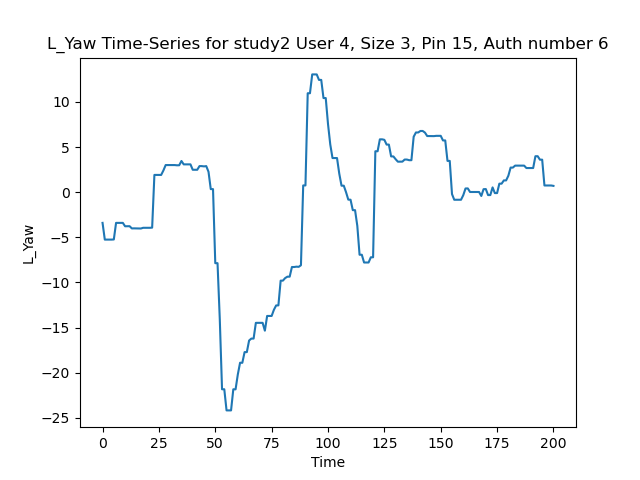 L_Yaw Time-Series for study2 User 4, Size 3, Pin 15, Auth number 6
10
5
0
−5
−10
−15
−20
−25
L_Yaw
0 25 50 75 100 125 150 175 200
Time